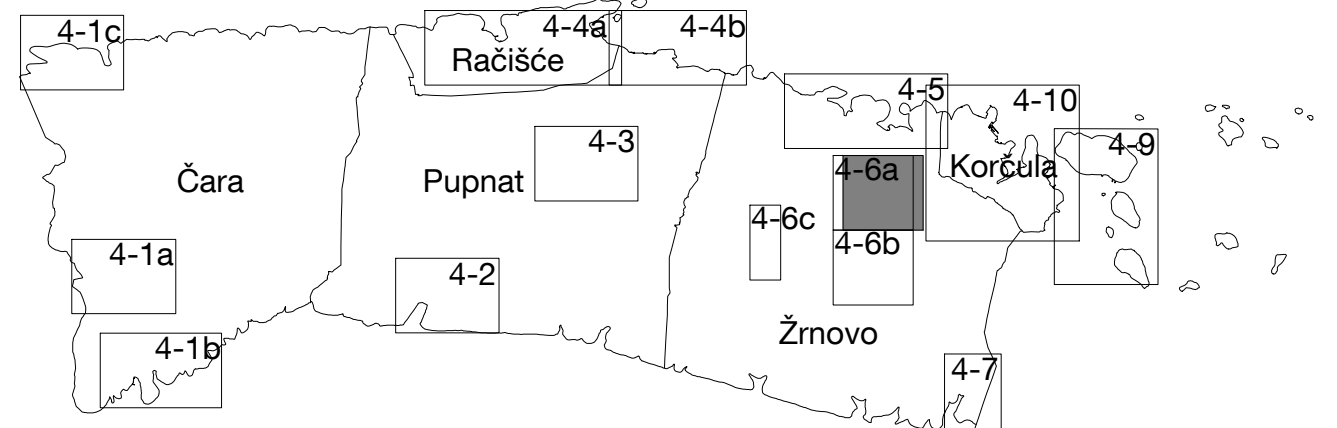 4-1c
4-4a
4-4b
Račišće
4-5
4-10
4-3
4-9
Korčula
4-6a
Čara
Pupnat
4-6c
4-6b
4-1a
4-2
Žrnovo
4-1b
4-7